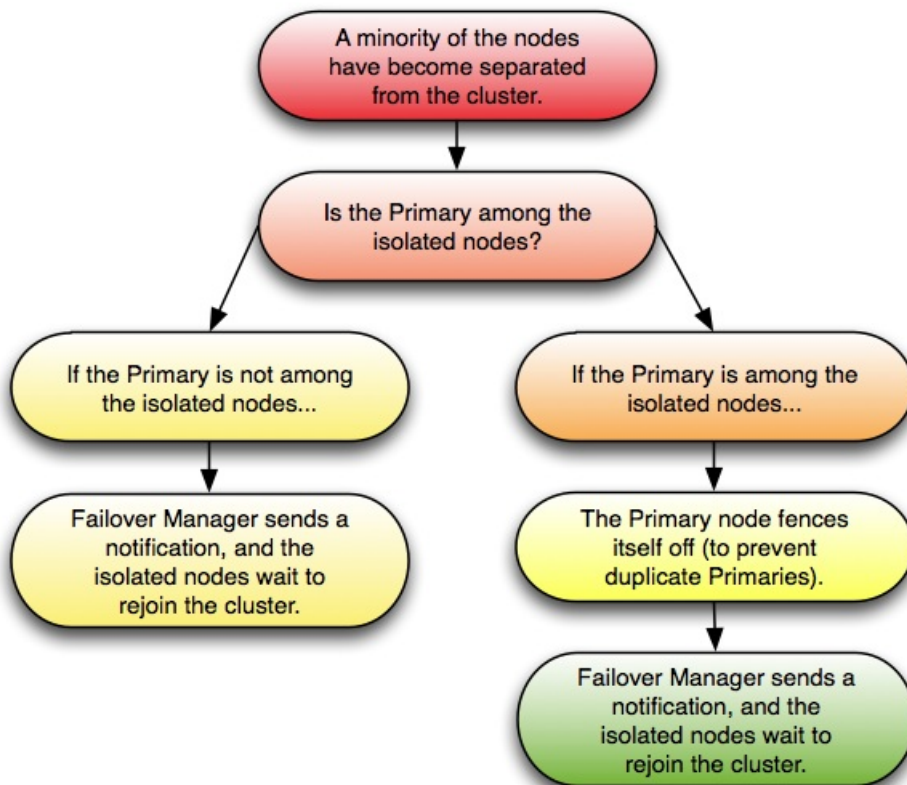 A minority of the nodes
have become separated
from the cluster.
Is the Primary among the
isolated nodes?
If the Primary is not among
the isolated nodes...
If the Primary is among the
isolated nodes...
Failover Manager sends a
notification, and the
isolated nodes wait to
rejoin the cluster.
The Primary node fences
itself off (to prevent
duplicate Primaries).
Failover Manager sends a
notification, and the
isolated nodes wait to
rejoin the cluster.